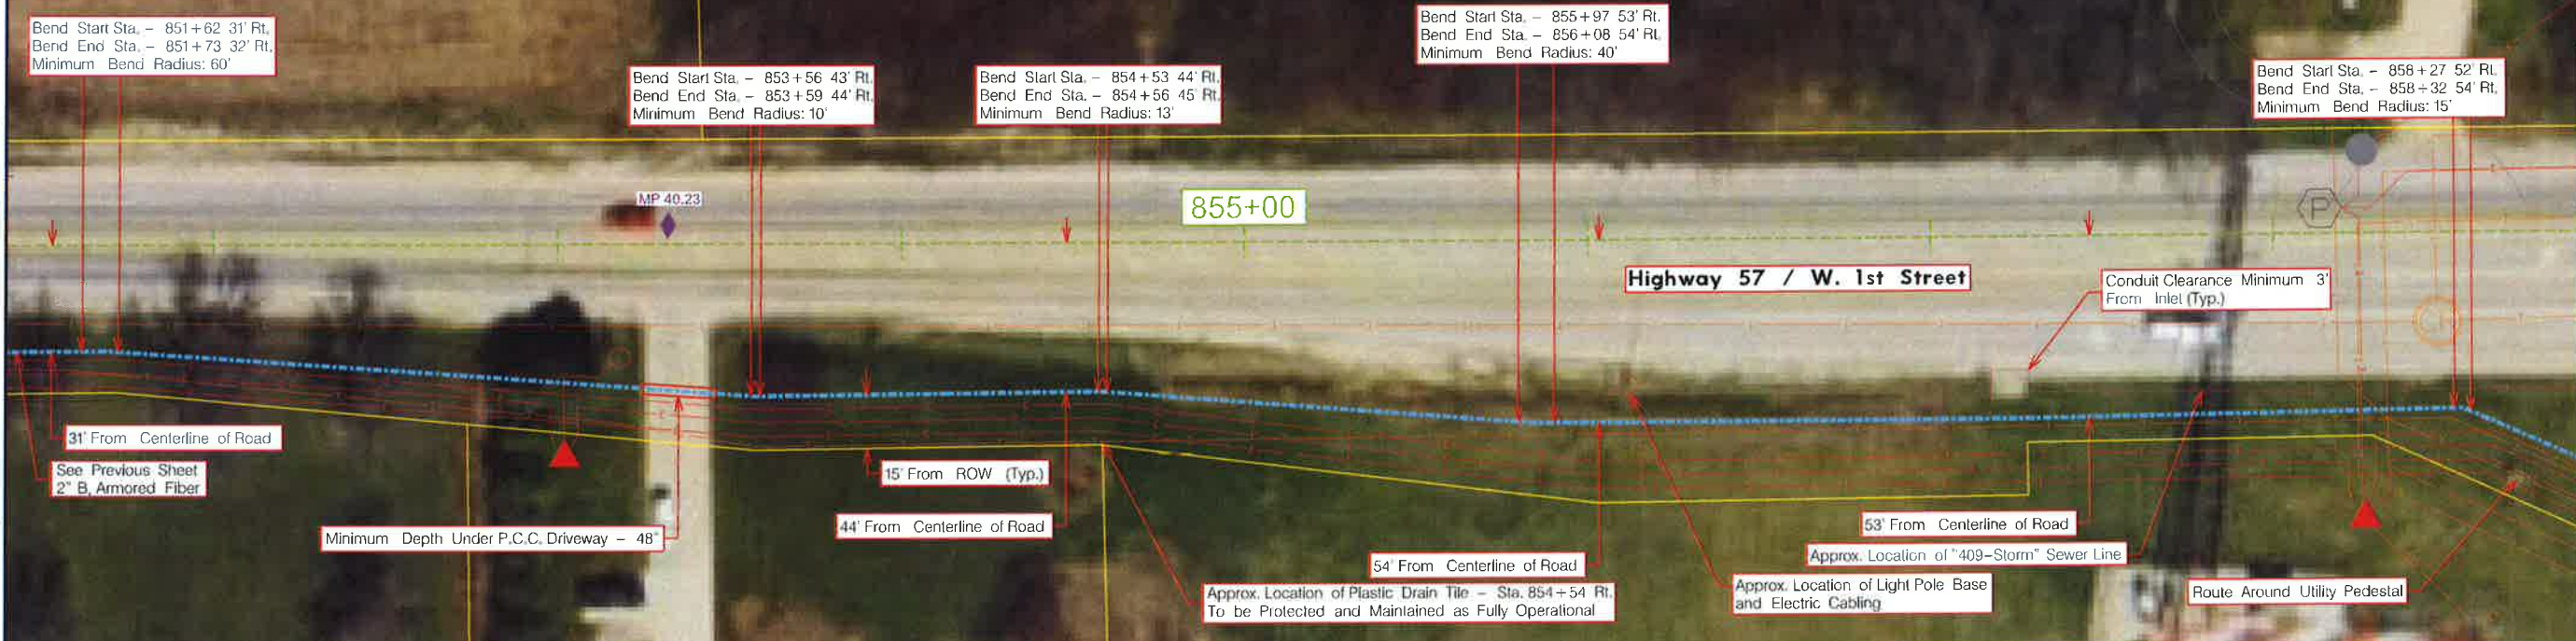 Bend Start Sta. - 851+62 31' Rt.
Bend End Sta. - 851+73 32' Rt.
Minimum Bend Radius: 60'
Bend Start Sta. - 853+56 43' Rt.
Bend End Sta. - 853+59 44' Rt.
Minimum Bend Radius: 10'
Bend Start Sta. - 854+53 44' Rt.
Bend End Sta. - 854+56 45' Rt.
Minimum Bend Radius: 13'
Bend Start Sta. - 855+97 53' Rt.
Bend End Sta. - 856+08 54' Rt.
Minimum Bend Radius: 40'
Bend Start Sta. - 858+27 52' Rt.
Bend End Sta. - 858+32 54' Rt.
Minimum Bend Radius: 15'
MP 40.23
855+00
Highway 57 / W. 1st Street
P
Conduit Clearance Minimum 3'
From Inlet (Typ.)
31' From Centerline of Road
See Previous Sheet
2" B, Armored Fiber
Minimum Depth Under P.C.C. Driveway - 48"
15' From ROW (Typ.)
44' From Centerline of Road
54' From Centerline of Road
53' From Centerline of Road
Approx. Location of "409-Storm" Sewer Line
Approx. Location of Plastic Drain Tile - Sta. 854+54 Rt.
To be Protected and Maintained as Fully Operational
Approx. Location of Light Pole Base
and Electric Cabling
Route Around Utility Pedestal